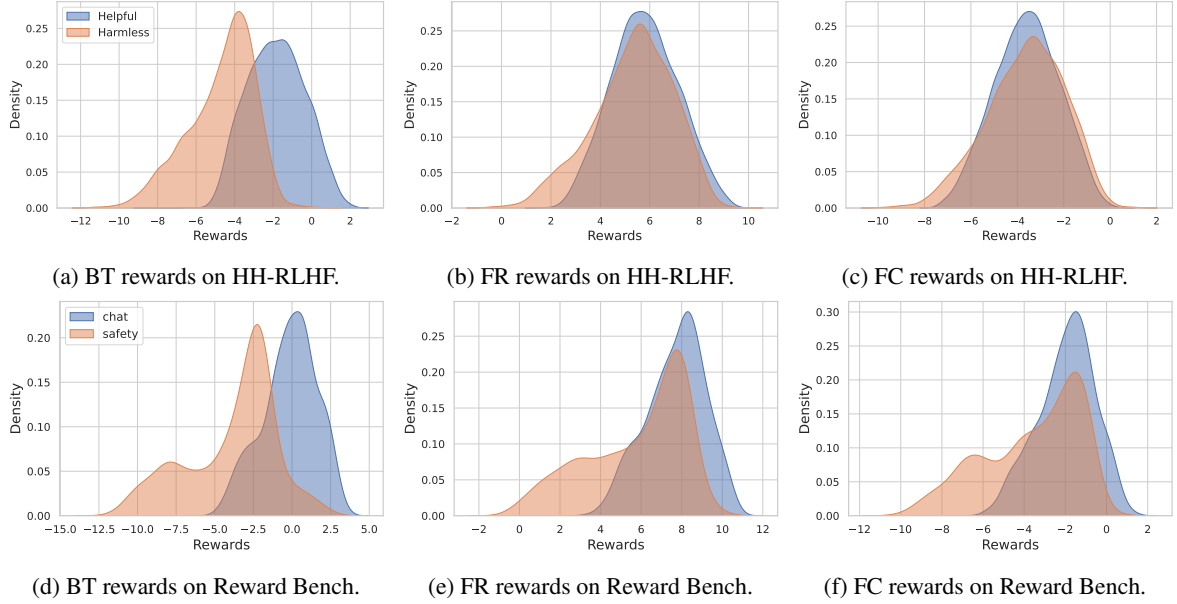 Helpful
Harmless
Density
0.25
0.20
0.15
0.10
0.05
0.00
−12 −10 −8 −6 −4 −2 0 2
Rewards
(a) BT rewards on HH-RLHF.
Density
0.25
0.20
0.15
0.10
0.05
0.00
−2 0 2 4 6 8 10
Rewards
(b) FR rewards on HH-RLHF.
Density
0.25
0.20
0.15
0.10
0.05
0.00
−10 −8 −6 −4 −2 0 2
Rewards
(c) FC rewards on HH-RLHF.
chat
safety
Density
0.20
0.15
0.10
0.05
0.00
−15.0 −12.5 −10.0 −7.5 −5.0 −2.5 0.0 2.5 5.0
Rewards
(d) BT rewards on Reward Bench.
Density
0.25
0.20
0.15
0.10
0.05
0.00
−2 0 2 4 6 8 10 12
Rewards
(e) FR rewards on Reward Bench.
Density
0.30
0.25
0.20
0.15
0.10
0.05
0.00
−12 −10 −8 −6 −4 −2 0 2
Rewards
(f) FC rewards on Reward Bench.